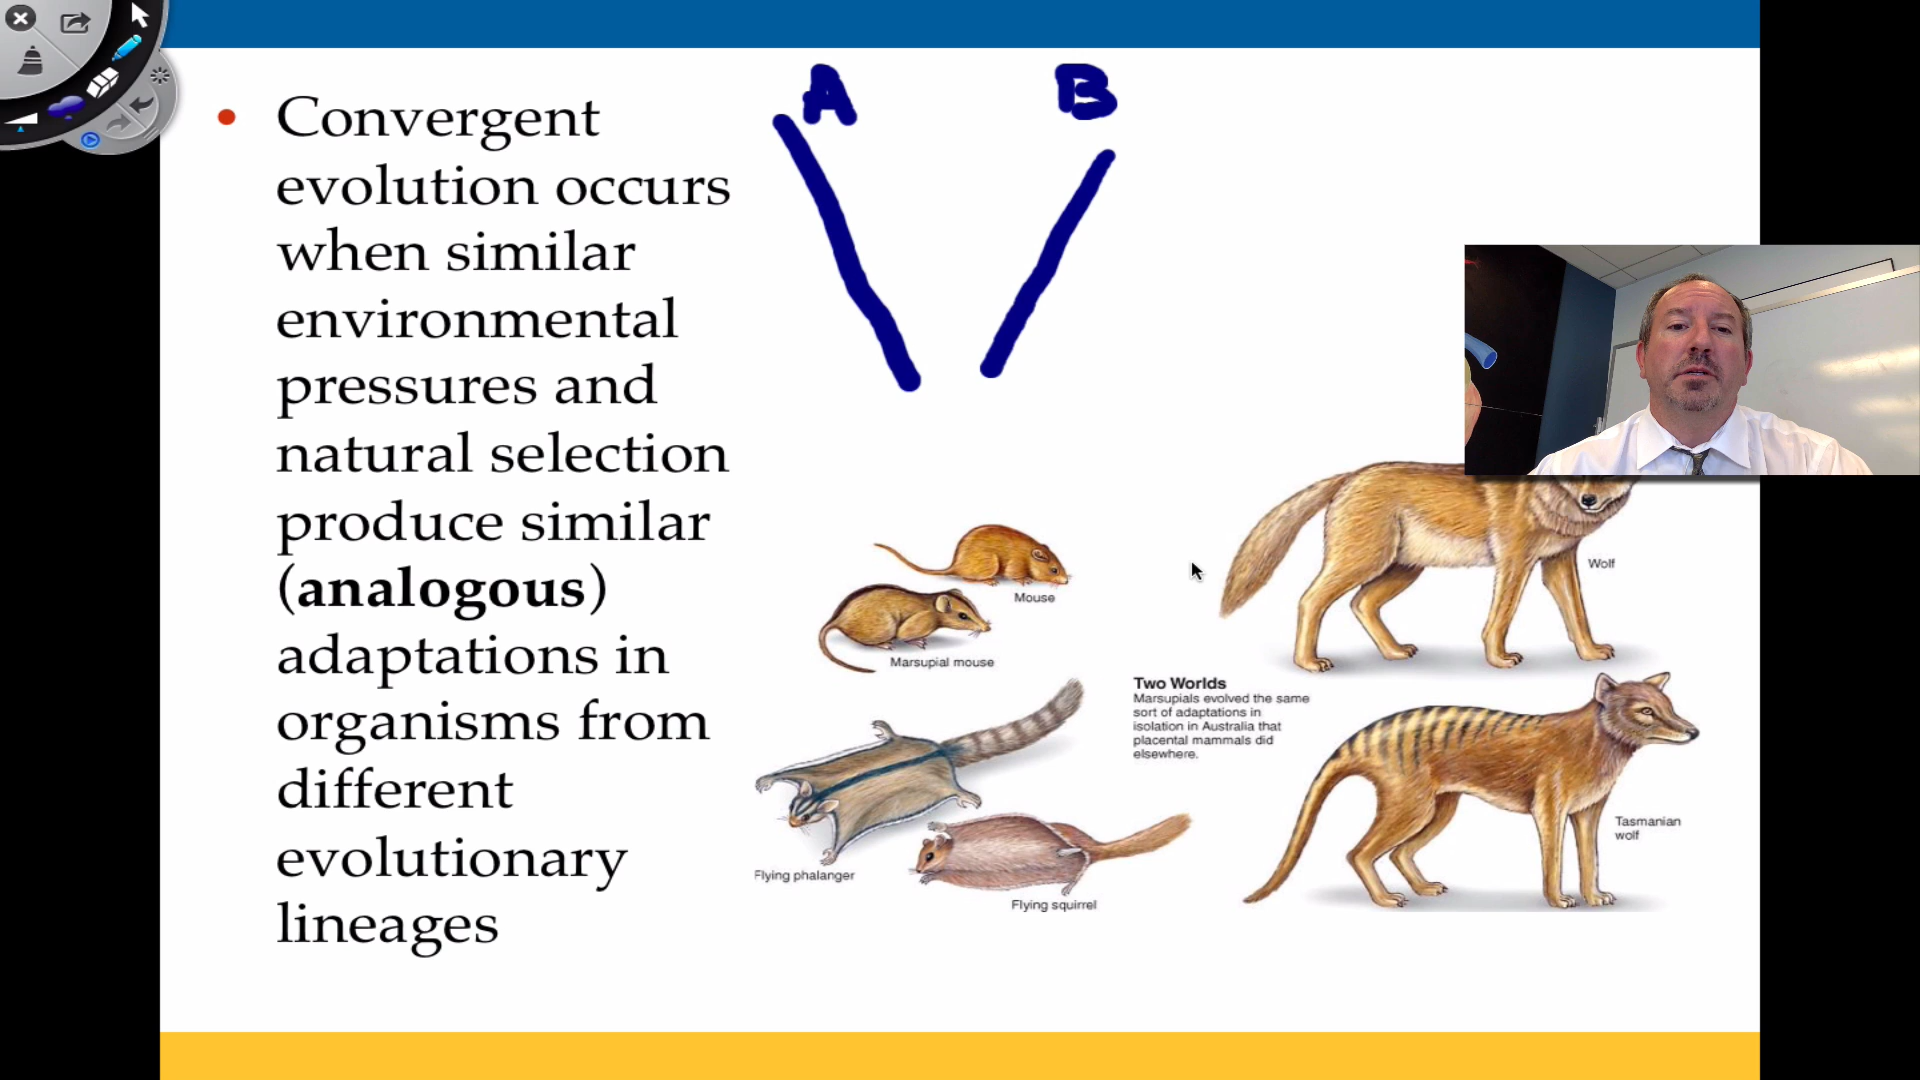 A B
• Convergent
evolution occurs
when similar
environmental
pressures and
natural selection
produce similar
(analogous)
adaptations in
organisms from
different
evolutionary
lineages
Mouse
Marsupial mouse
Wolf
Two Worlds
Marsupials evolved the same
sort of adaptations in
isolation in Australia that
placental mammals did
elsewhere.
Flying phalanger
Flying squirrel
Tasmanian
wolf